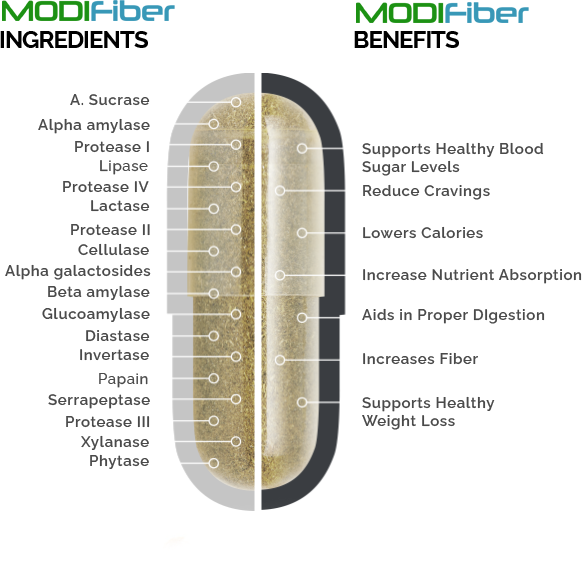 MODIFiber
INGREDIENTS
A. Sucrase
Alpha amylase
Protease I
Lipase
Protease IV
Lactase
Protease II
Cellulase
Alpha galactosides
Beta amylase
Glucoamylase
Diastase
Invertase
Papain
Serrapeptase
Protease III
Xylanase
Phytase
MODIFiber
BENEFITS
Supports Healthy Blood
Sugar Levels
Reduce Cravings
Lowers Calories
Increase Nutrient Absorption
Aids in Proper DIgestion
Increases Fiber
Supports Healthy
Weight Loss